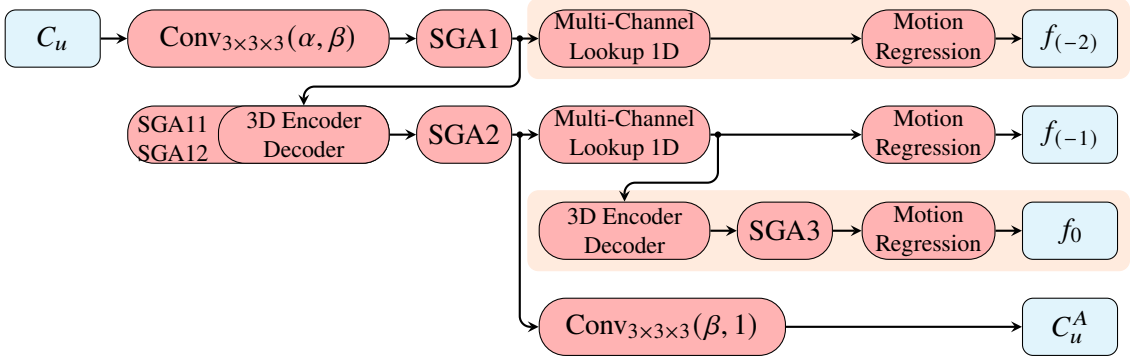 C_u
Conv_{3×3×3}(α, β)
SGA1
Multi-Channel
Lookup 1D
Motion
Regression
f_{(−2)}
SGA11
SGA12
3D Encoder
Decoder
SGA2
Multi-Channel
Lookup 1D
Motion
Regression
f_{(−1)}
3D Encoder
Decoder
SGA3
Motion
Regression
f_0
Conv_{3×3×3}(β, 1)
C_u^A